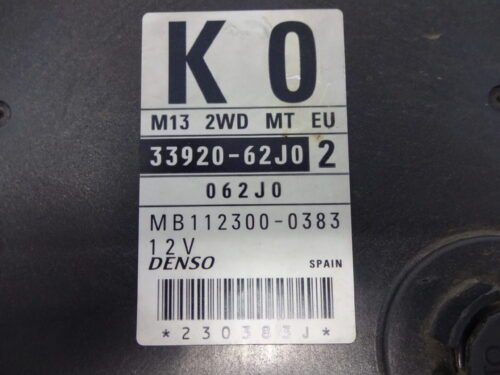 K0
M13 2WD MT EU
33920-62J0 2
062J0
MB112300-0383
12V
DENSO SPAIN
*230383J*